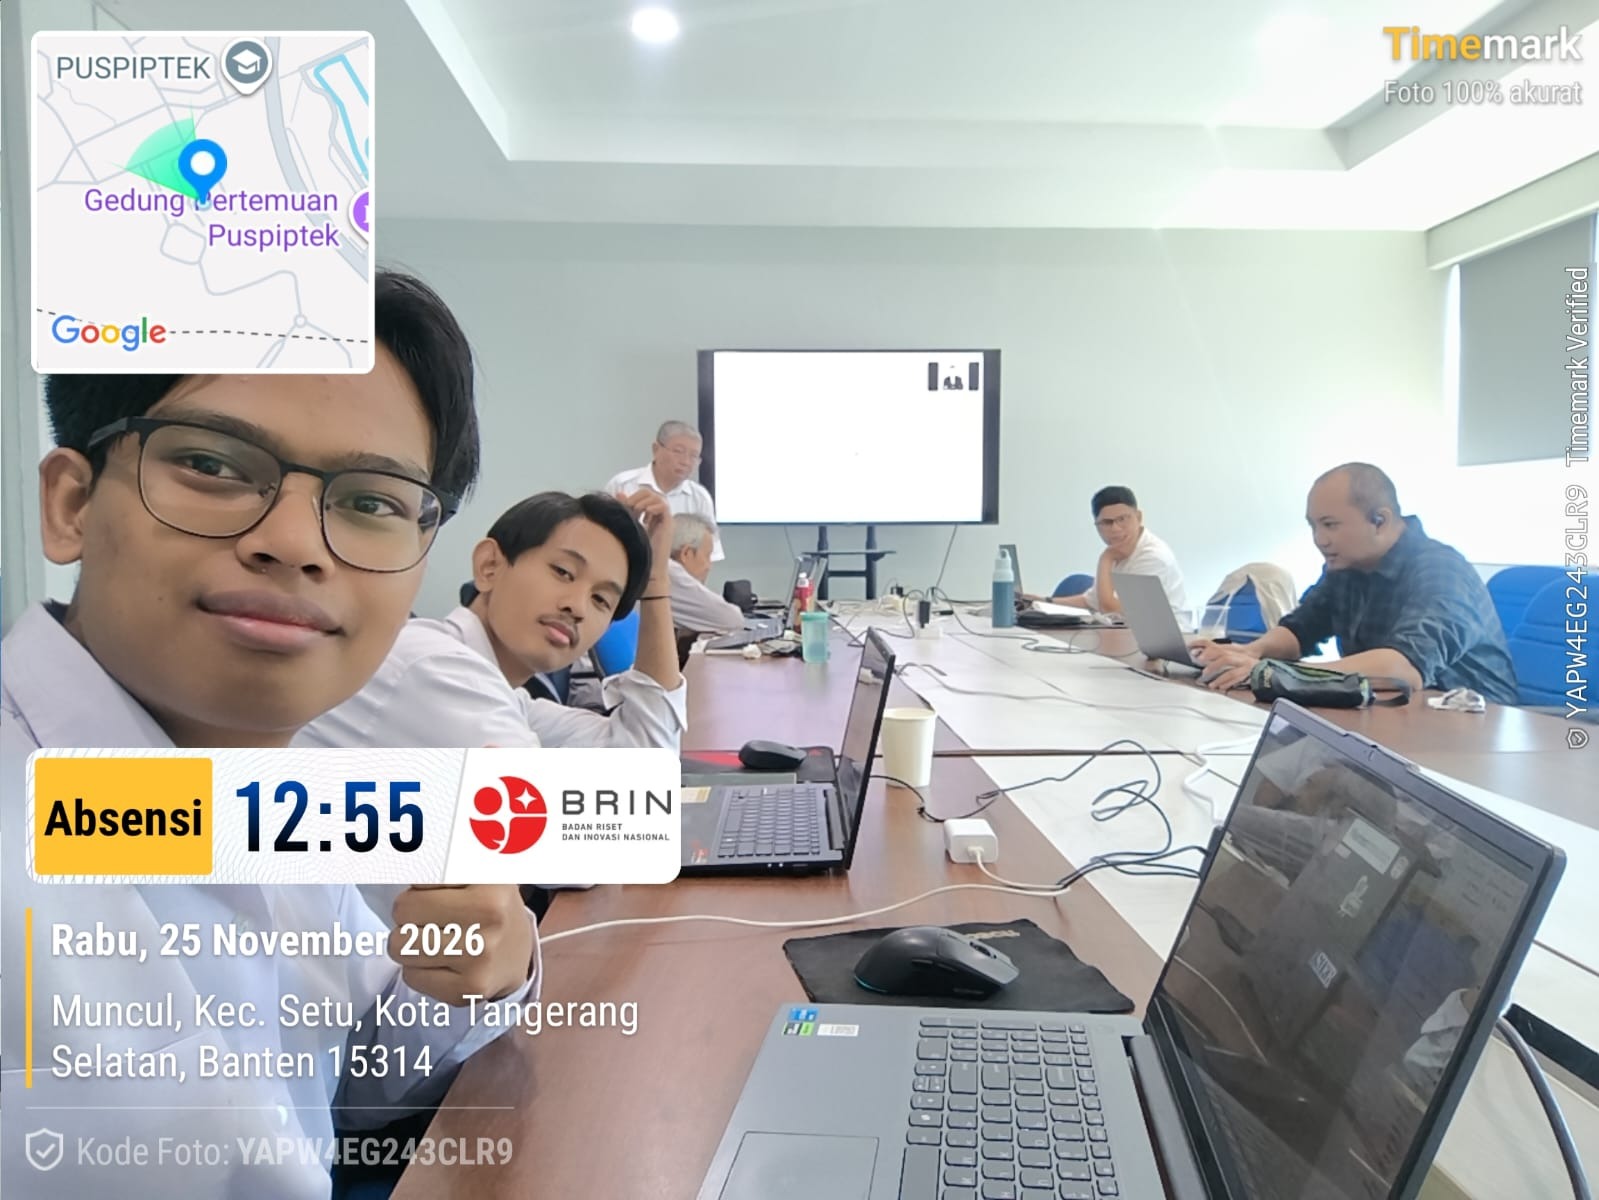 PUSPIPTEK
Gedung Pertemuan
Puspiptek
Google
Timemark
Foto 100% akurat
YAPW4EG243CLR9 Timemark Verified
Absensi
12:55
BRIN
BADAN RISET
DAN INOVASI NASIONAL
Rabu, 25 November 2026
Muncul, Kec. Setu, Kota Tangerang
Selatan, Banten 15314
Kode Foto: YAPW4EG243CLR9